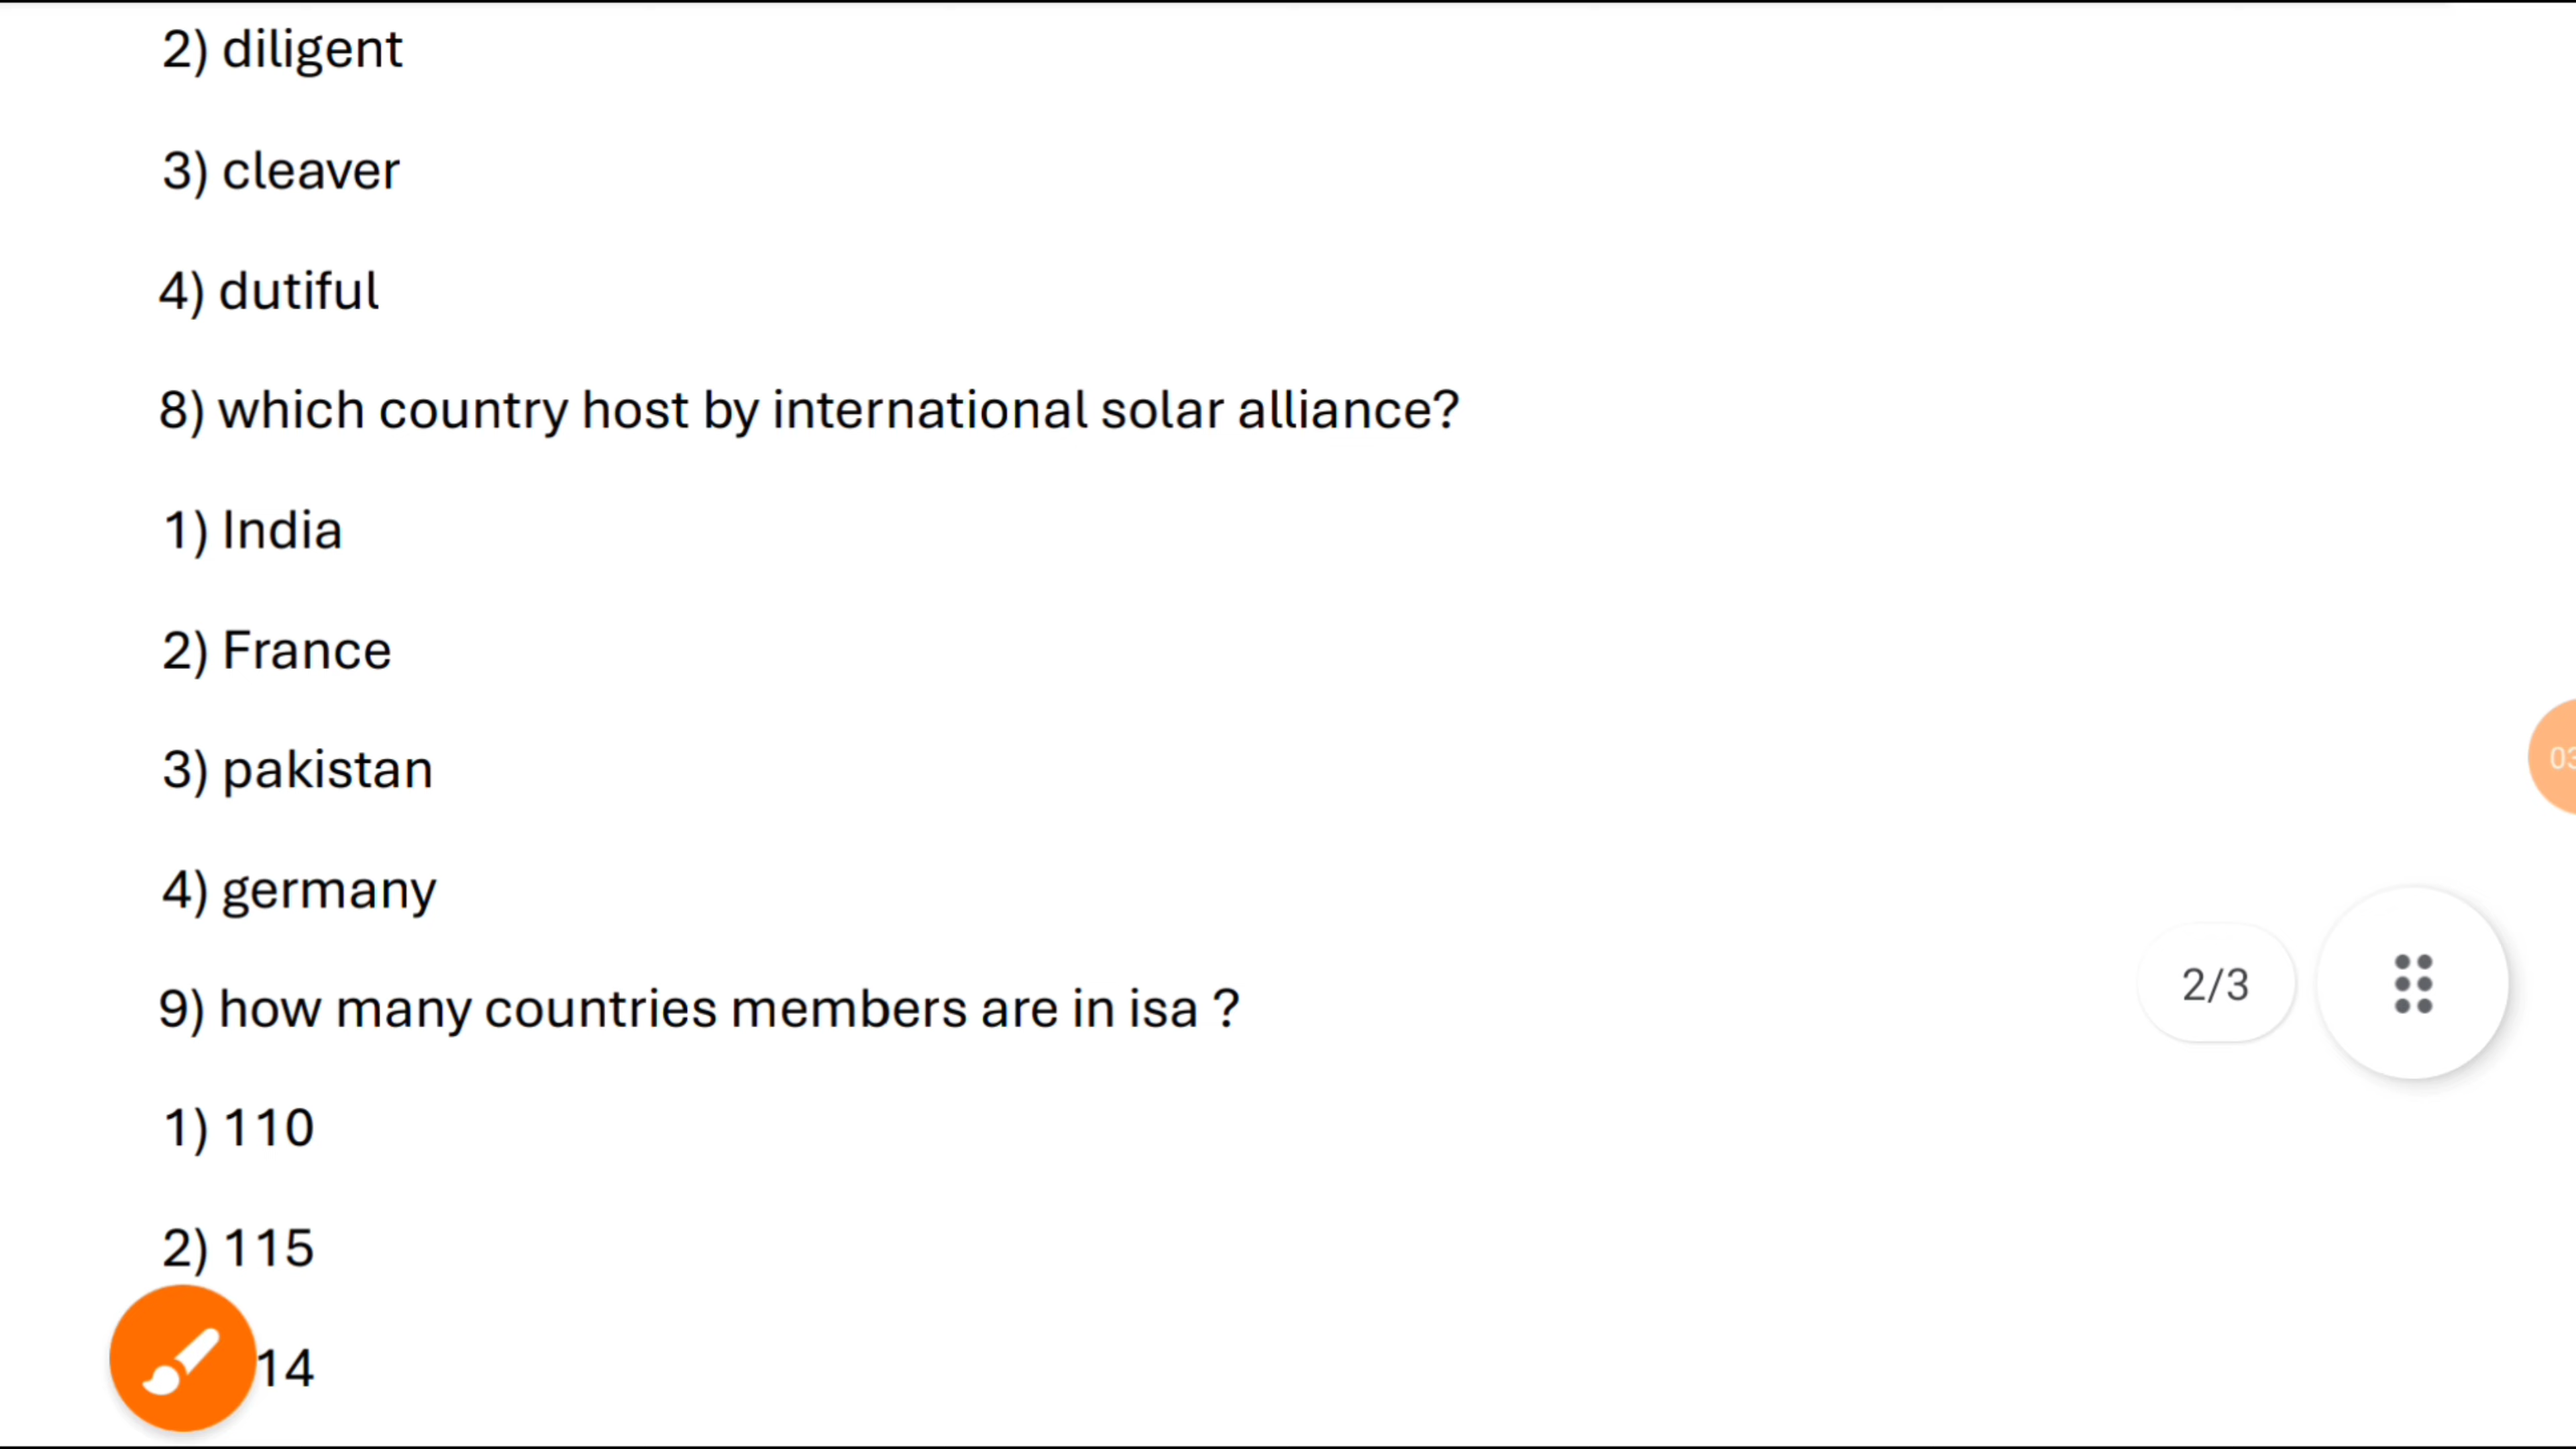 2) diligent
3) cleaver
4) dutiful
8) which country host by international solar alliance?
1) India
2) France
3) pakistan
4) germany
9) how many countries members are in isa ?
1) 110
2) 115
14
2/3
03